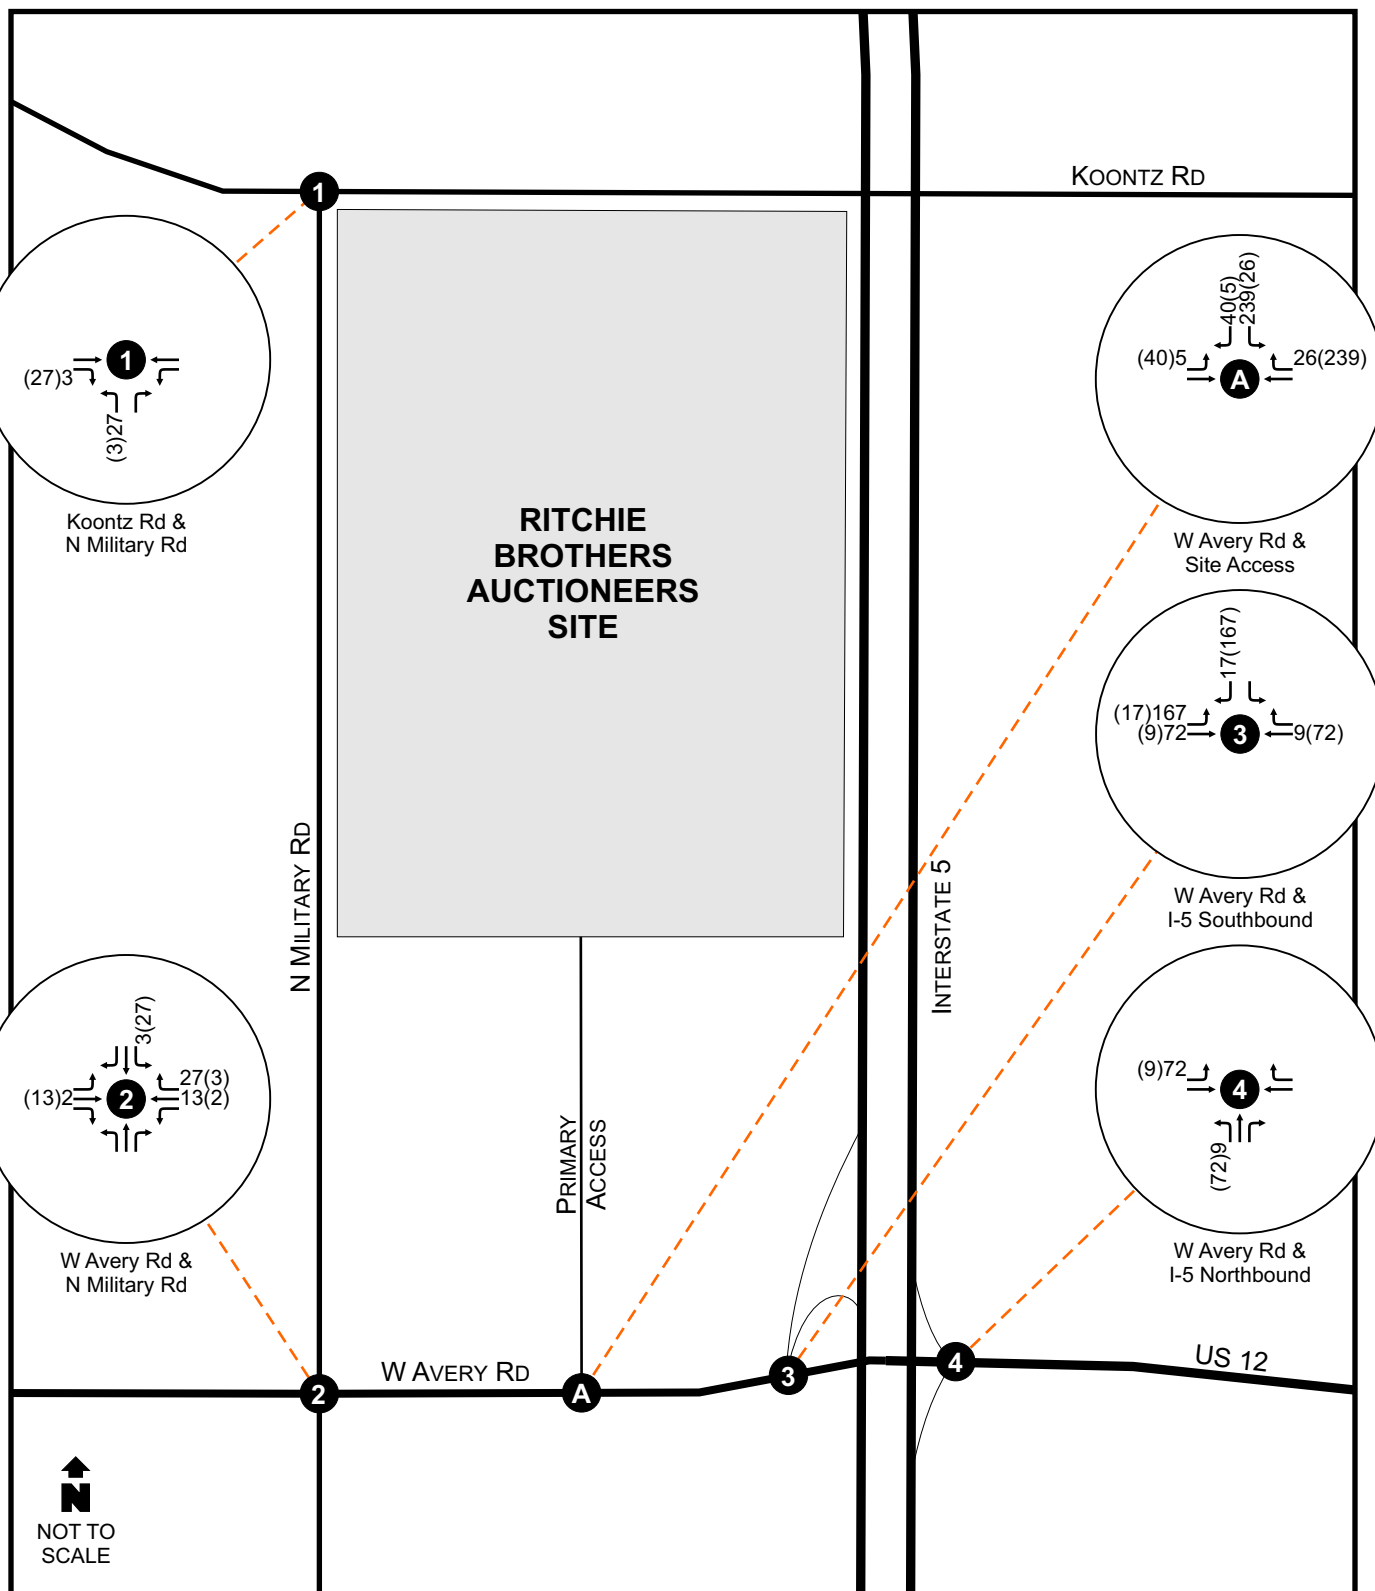 KOONTZ RD
1
1
(27)3
(3)27
Koontz Rd &
N Military Rd
40(5)
239(26)
(40)5
26(239)
A
W Avery Rd &
Site Access
RITCHIE
BROTHERS
AUCTIONEERS
SITE
17(167)
(17)167
(9)72
3
9(72)
W Avery Rd &
I-5 Southbound
N MILITARY RD
INTERSTATE 5
3(27)
(13)2
2
27(3)
13(2)
W Avery Rd &
N Military Rd
(9)72
4
(72)9
W Avery Rd &
I-5 Northbound
PRIMARY
ACCESS
W AVERY RD
2
A
3
4
US 12
N
NOT TO
SCALE